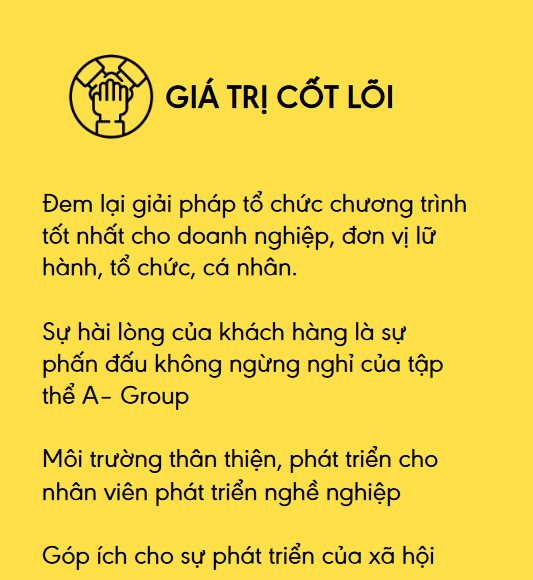 GIÁ TRỊ CỐT LÕI
Đem lại giải pháp tổ chức chương trình
tốt nhất cho doanh nghiệp, đơn vị lữ
hành, tổ chức, cá nhân.
Sự hài lòng của khách hàng là sự
phấn đấu không ngừng nghỉ của tập
thể A– Group
Môi trường thân thiện, phát triển cho
nhân viên phát triển nghề nghiệp
Góp ích cho sự phát triển của xã hội